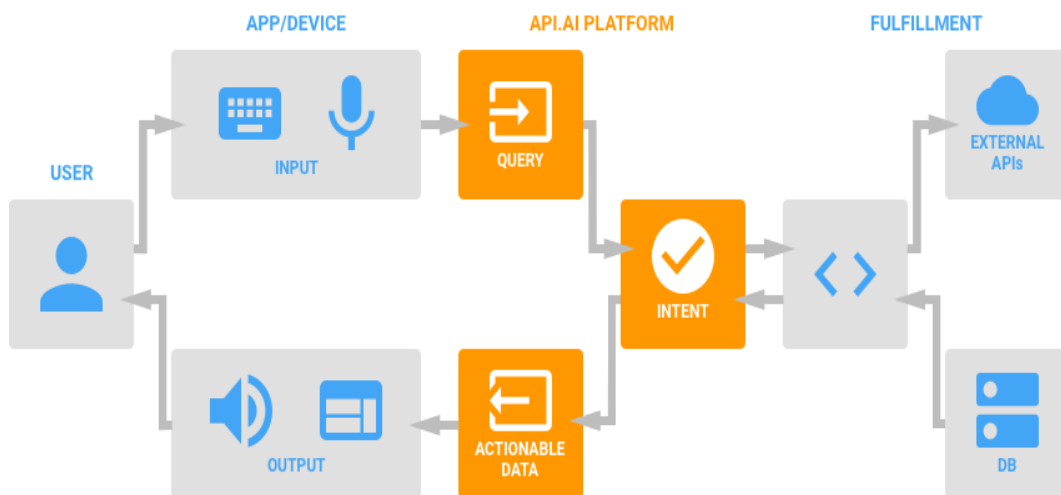 APP/DEVICE
API.AI PLATFORM
FULFILLMENT
INPUT
QUERY
EXTERNAL
APIs
USER
INTENT
OUTPUT
ACTIONABLE
DATA
DB